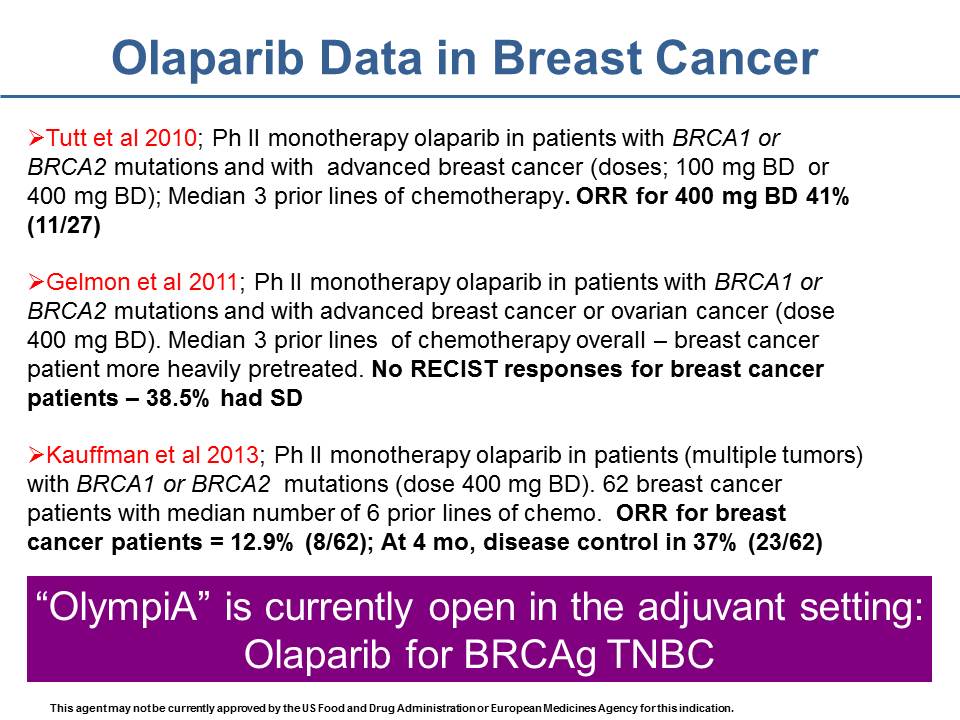 Olaparib Data in Breast Cancer
➢Tutt et al 2010; Ph II monotherapy olaparib in patients with BRCA1 or
BRCA2 mutations and with advanced breast cancer (doses; 100 mg BD or
400 mg BD); Median 3 prior lines of chemotherapy. ORR for 400 mg BD 41%
(11/27)
➢Gelmon et al 2011; Ph II monotherapy olaparib in patients with BRCA1 or
BRCA2 mutations and with advanced breast cancer or ovarian cancer (dose
400 mg BD). Median 3 prior lines of chemotherapy overall – breast cancer
patient more heavily pretreated. No RECIST responses for breast cancer
patients – 38.5% had SD
➢Kauffman et al 2013; Ph II monotherapy olaparib in patients (multiple tumors)
with BRCA1 or BRCA2 mutations (dose 400 mg BD). 62 breast cancer
patients with median number of 6 prior lines of chemo. ORR for breast
cancer patients = 12.9% (8/62); At 4 mo, disease control in 37% (23/62)
“OlympiA” is currently open in the adjuvant setting:
Olaparib for BRCAg TNBC
This agent may not be currently approved by the US Food and Drug Administration or European Medicines Agency for this indication.